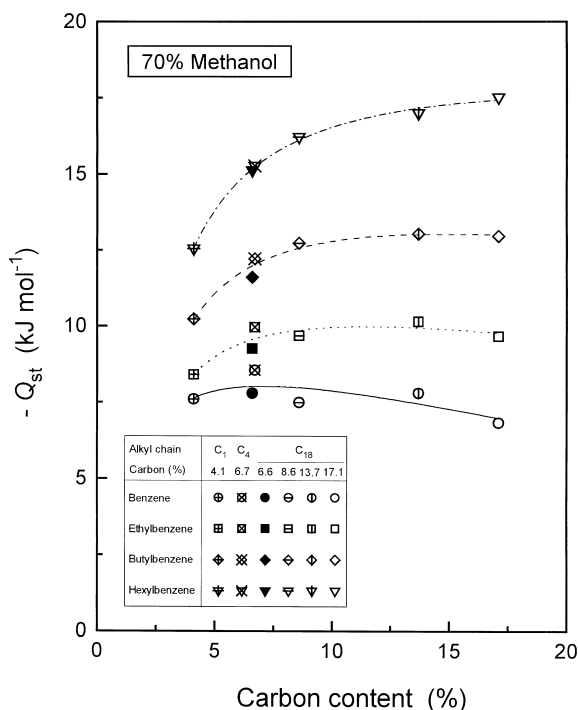 20
70% Methanol
15
10
5
0
- Qst (kJ mol⁻¹)
Alkyl chain C1 C4 C18
Carbon (%) 4.1 6.7 6.6 8.6 13.7 17.1
Benzene
Ethylbenzene
Butylbenzene
Hexylbenzene
0 5 10 15 20
Carbon content (%)